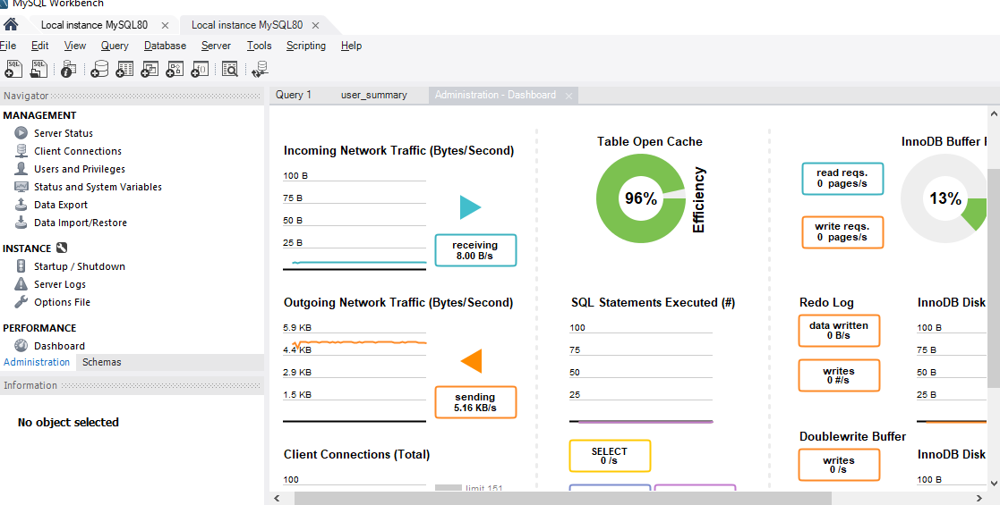 MySQL Workbench
Local instance MySQL80 × Local instance MySQL80 ×
File Edit View Query Database Server Tools Scripting Help
Navigator
MANAGEMENT
Server Status
Client Connections
Users and Privileges
Status and System Variables
Data Export
Data Import/Restore
INSTANCE
Startup / Shutdown
Server Logs
Options File
PERFORMANCE
Dashboard
Administration Schemas
Information
No object selected
Query 1 user_summary Administration - Dashboard ×
Incoming Network Traffic (Bytes/Second)
100 B
75 B
50 B
25 B
receiving
8.00 B/s
Outgoing Network Traffic (Bytes/Second)
5.9 KB
4.4 KB
2.9 KB
1.5 KB
sending
5.16 KB/s
Client Connections (Total)
100
limit 151
Table Open Cache
96%
Efficiency
SQL Statements Executed (#)
100
75
50
25
SELECT
0 /s
InnoDB Buffer
read reqs.
0 pages/s
write reqs.
0 pages/s
13%
Redo Log
data written
0 B/s
writes
0 #/s
Doublewrite Buffer
writes
0 /s
InnoDB Disk
100 B
75 B
50 B
25 B
InnoDB Disk
100 B